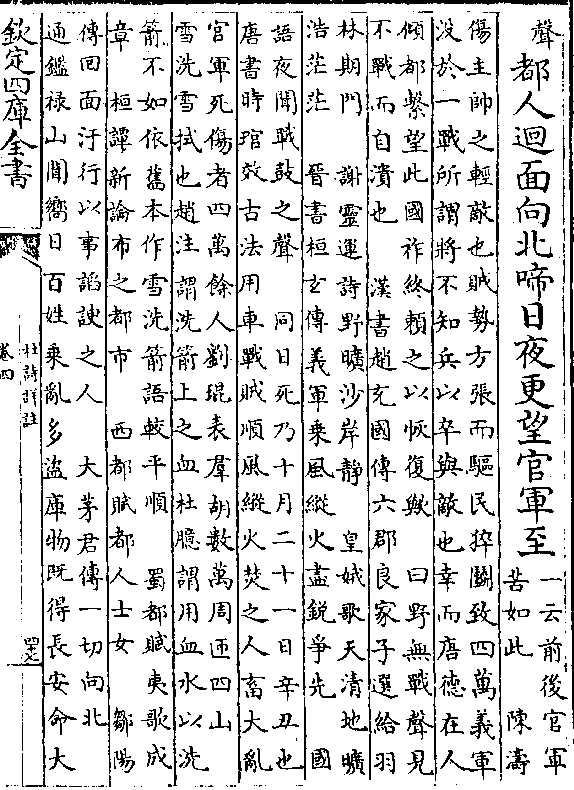 聲
都人迴面向北啼日夜更望官軍至
一云前後官軍
苦如此 陳濤
傷主帥之輕敵也賊勢方張而驅民猝鬭致四萬義軍
没於一戰所謂將不知兵以卒與敵也幸而唐德在人
傾都繫望此國祚終賴之以恢復歟 曰野無戰聲見
不戰而自潰也 漢書趙充國傳六郡良家子選給羽
林期門 謝靈運詩野曠沙岸靜 皇娥歌天清地曠
浩茫茫 晉書桓玄傳義軍乗風縱火盡銳爭先 國
語夜聞戰鼓之聲 同日死乃十月二十一日辛丑也
唐書時琯效古法用車戰賊順風縱火焚之人畜大亂
官軍死傷者四萬餘人劉琨表羣胡數萬周迊四山
雪洗雪拭也趙注謂洗箭上之血杜臆謂用血水以洗
箭不如依舊本作雪洗箭語較平順 蜀都賦夷歌成
章 桓譚新論布之都市 西都賦都人士女 鄒陽
傳回面汙行以事謟諛之人 大茅君傳一切向北
通鑑禄山聞嚮日百姓乗亂多盗庫物既得長安命大
欽定四庫全書
杜詩詳註
卷四